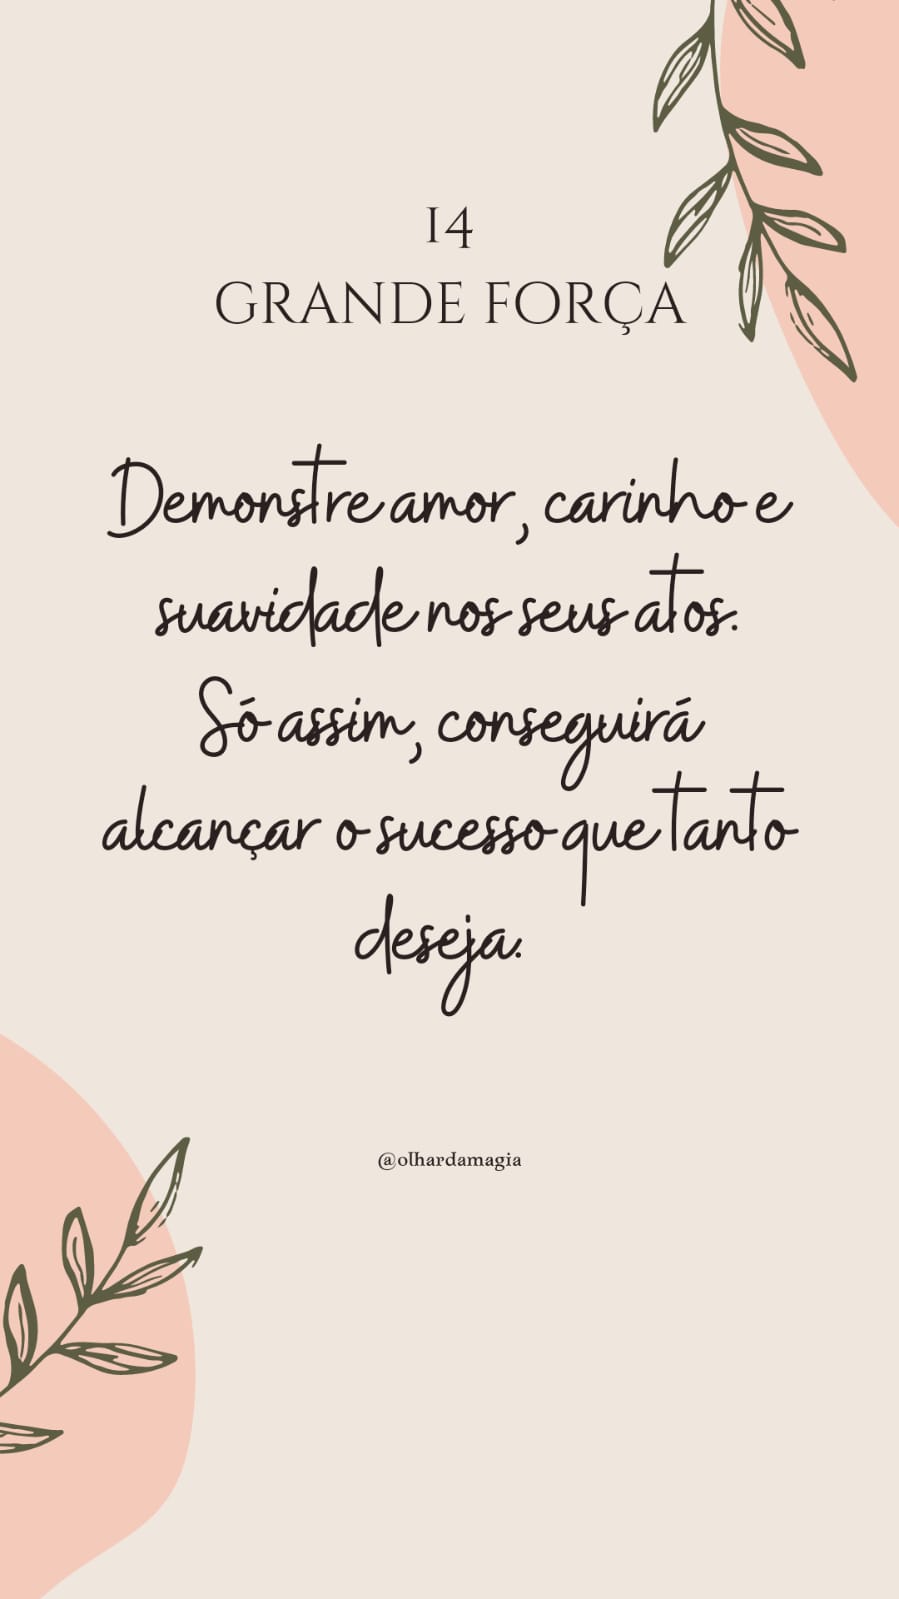 14
GRANDE FORÇA
Demonstre amor, carinho e
suavidade nos seus atos.
Só assim, conseguirá
alcançar o sucesso que tanto
deseja.
@olhardamagia